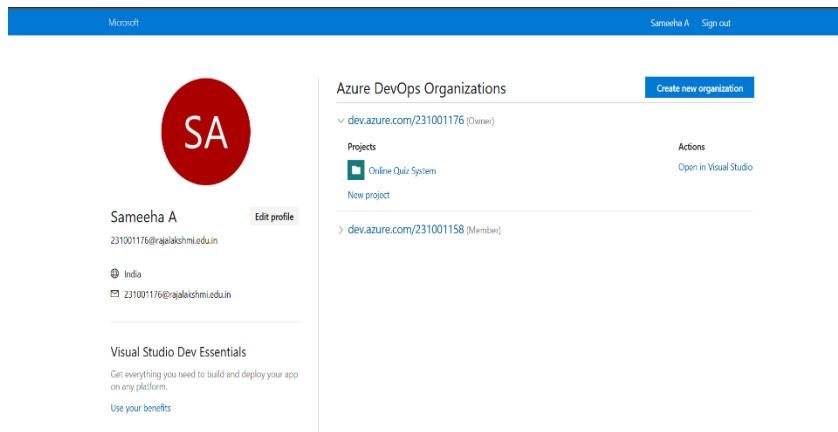 Microsoft
Sameeha A Sign out
SA
Sameeha A
Edit profile
231001176@rajalakshmi.edu.in
India
231001176@rajalakshmi.edu.in
Visual Studio Dev Essentials
Get everything you need to build and deploy your app
on any platform.
Use your benefits
Azure DevOps Organizations
Create new organization
dev.azure.com/231001176 (Owner)
Projects
Actions
Online Quiz System
Open in Visual Studio
New project
dev.azure.com/231001158 (Member)